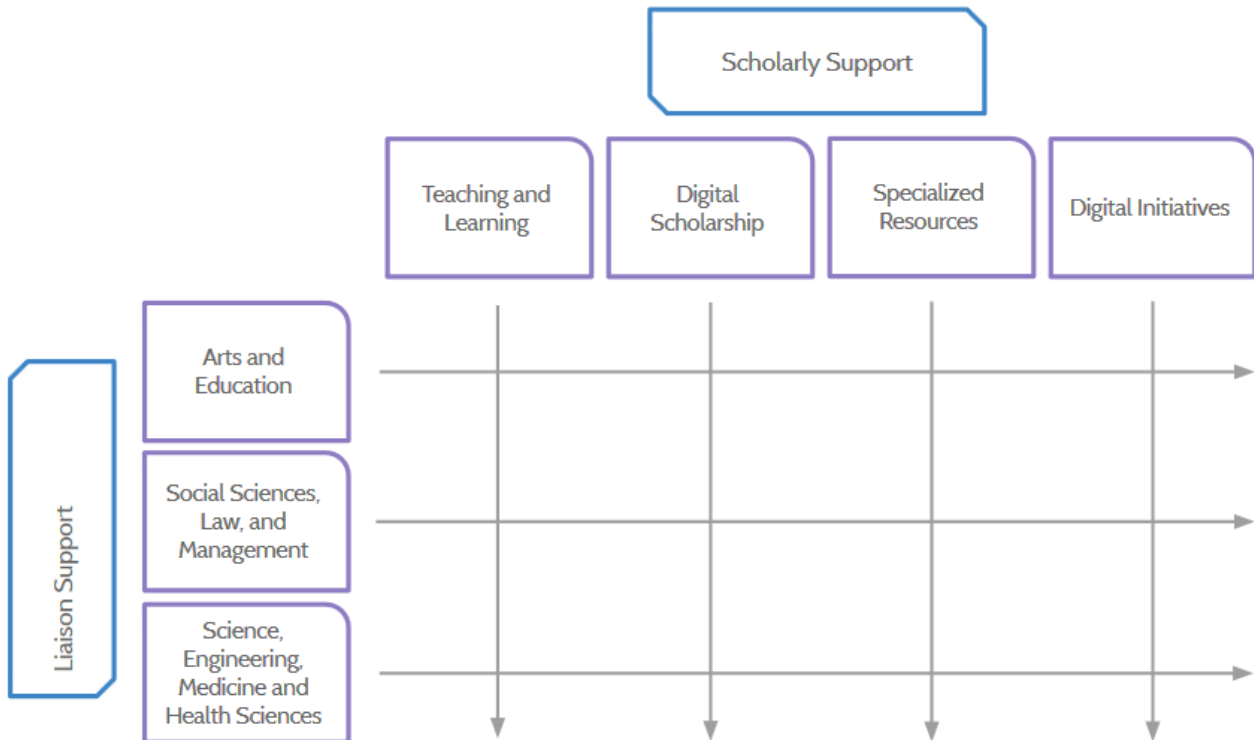 Scholarly Support
Teaching and
Learning
Digital
Scholarship
Specialized
Resources
Digital Initiatives
Liaison Support
Arts and
Education
Social Sciences,
Law, and
Management
Science,
Engineering,
Medicine and
Health Sciences